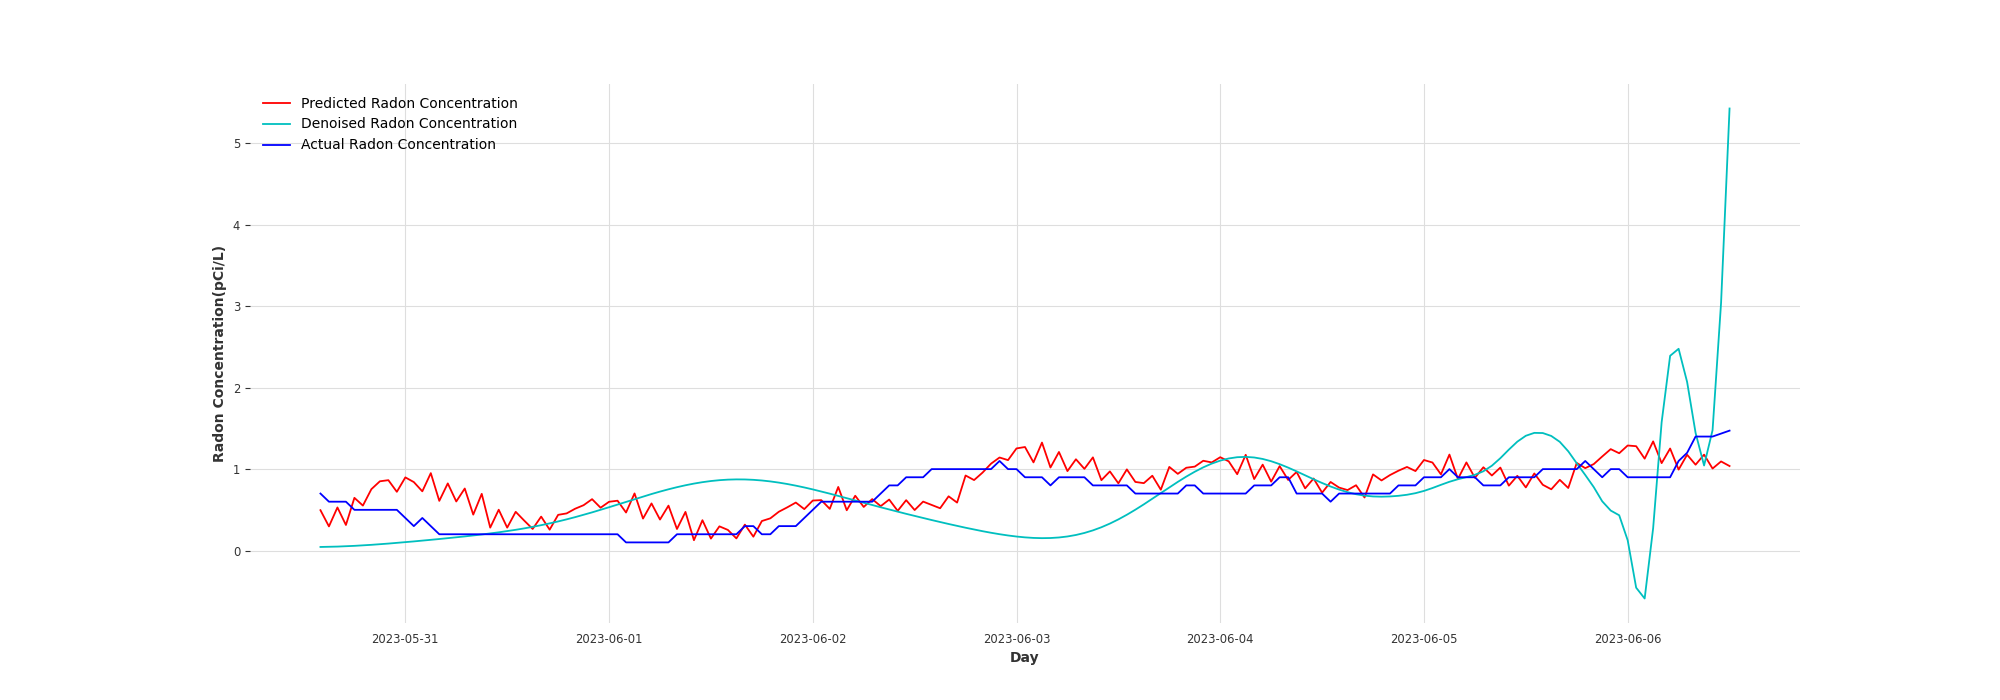 Predicted Radon Concentration
Denoised Radon Concentration
Actual Radon Concentration
5
4
3
2
1
0
Radon Concentration(pCi/L)
2023-05-31 2023-06-01 2023-06-02 2023-06-03 2023-06-04 2023-06-05 2023-06-06
Day